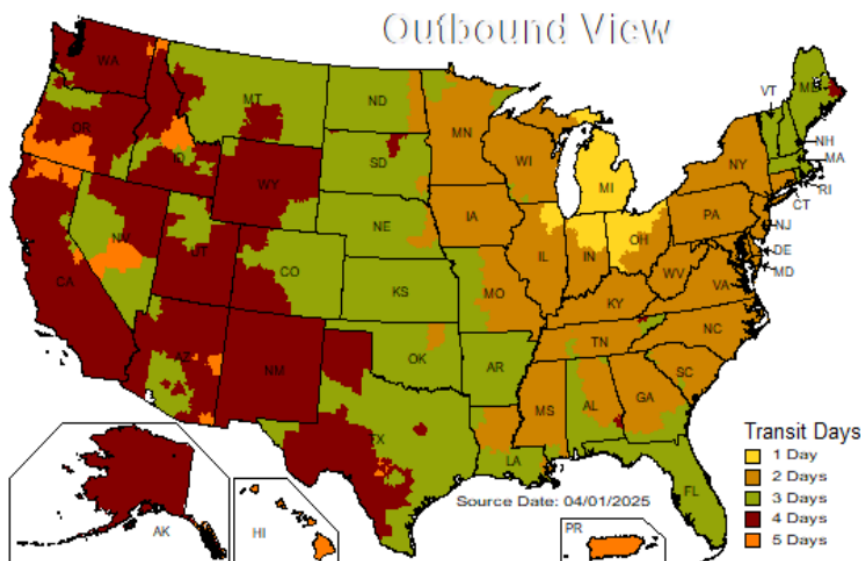 Outbound View
WA
MT
ND
MN
VT
ME
OR
ID
SD
WI
MI
NY
NH
MA
WY
IA
PA
RI
CT
NJ
NE
NV
UT
CO
IL
IN
OH
DE
MD
WV
VA
CA
KS
MO
KY
NC
TN
AZ
NM
OK
AR
SC
MS
AL
GA
TX
LA
FL
AK
HI
PR
Source Date: 04/01/2025
Transit Days
1 Day
2 Days
3 Days
4 Days
5 Days